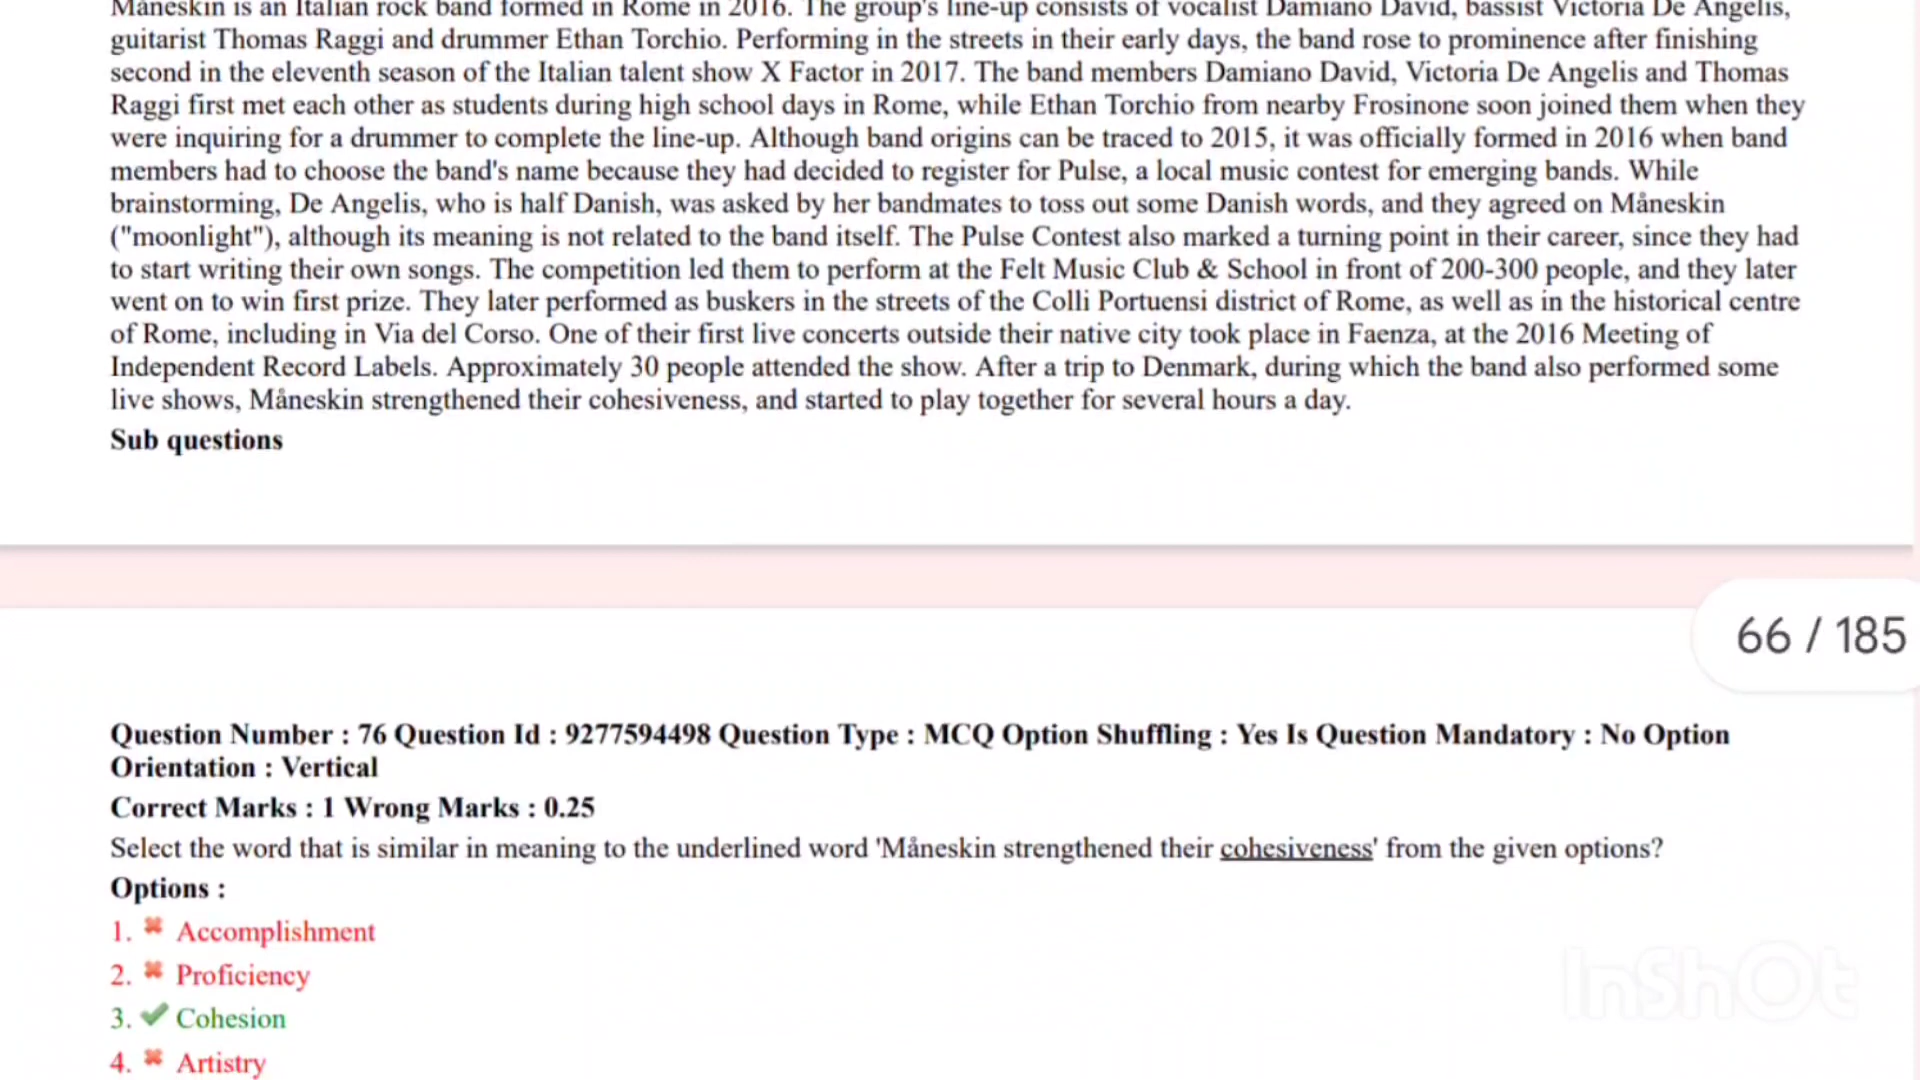 Måneskin is an Italian rock band formed in Rome in 2016. The group's line-up consists of vocalist Damiano David, bassist Victoria De Angelis,
guitarist Thomas Raggi and drummer Ethan Torchio. Performing in the streets in their early days, the band rose to prominence after finishing
second in the eleventh season of the Italian talent show X Factor in 2017. The band members Damiano David, Victoria De Angelis and Thomas
Raggi first met each other as students during high school days in Rome, while Ethan Torchio from nearby Frosinone soon joined them when they
were inquiring for a drummer to complete the line-up. Although band origins can be traced to 2015, it was officially formed in 2016 when band
members had to choose the band's name because they had decided to register for Pulse, a local music contest for emerging bands. While
brainstorming, De Angelis, who is half Danish, was asked by her bandmates to toss out some Danish words, and they agreed on Måneskin
("moonlight"), although its meaning is not related to the band itself. The Pulse Contest also marked a turning point in their career, since they had
to start writing their own songs. The competition led them to perform at the Felt Music Club & School in front of 200-300 people, and they later
went on to win first prize. They later performed as buskers in the streets of the Colli Portuensi district of Rome, as well as in the historical centre
of Rome, including in Via del Corso. One of their first live concerts outside their native city took place in Faenza, at the 2016 Meeting of
Independent Record Labels. Approximately 30 people attended the show. After a trip to Denmark, during which the band also performed some
live shows, Måneskin strengthened their cohesiveness, and started to play together for several hours a day.
Sub questions
66 / 185
Question Number : 76 Question Id : 9277594498 Question Type : MCQ Option Shuffling : Yes Is Question Mandatory : No Option
Orientation : Vertical
Correct Marks : 1 Wrong Marks : 0.25
Select the word that is similar in meaning to the underlined word 'Måneskin strengthened their cohesiveness' from the given options?
Options :
1. ✖ Accomplishment
2. ✖ Proficiency
3. ✔ Cohesion
4. ✖ Artistry
InShOt